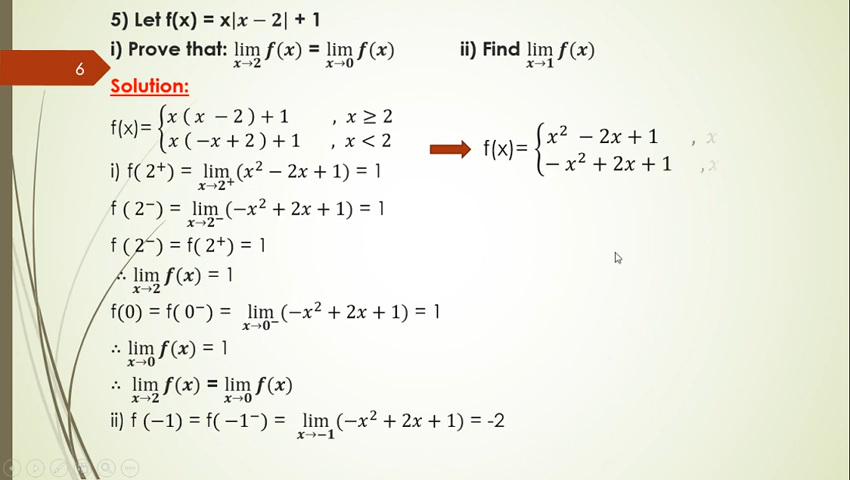 5) Let f(x) = x|x − 2| + 1
i) Prove that: lim x→2 f(x) = lim x→0 f(x) ii) Find lim x→1 f(x)
6
Solution:
f(x)= { x ( x − 2 ) + 1 , x ≥ 2
x ( −x + 2 ) + 1 , x < 2
f(x)= { x² − 2x + 1 , x
− x² + 2x + 1 , x
i) f( 2⁺) = lim x→2⁺ (x² − 2x + 1) = 1
f ( 2⁻) = lim x→2⁻ (−x² + 2x + 1) = 1
f ( 2⁻) = f( 2⁺) = 1
∴ lim x→2 f(x) = 1
f(0) = f( 0⁻) = lim x→0⁻ (−x² + 2x + 1) = 1
∴ lim x→0 f(x) = 1
∴ lim x→2 f(x) = lim x→0 f(x)
ii) f (−1) = f( −1⁻) = lim x→−1 (−x² + 2x + 1) = -2